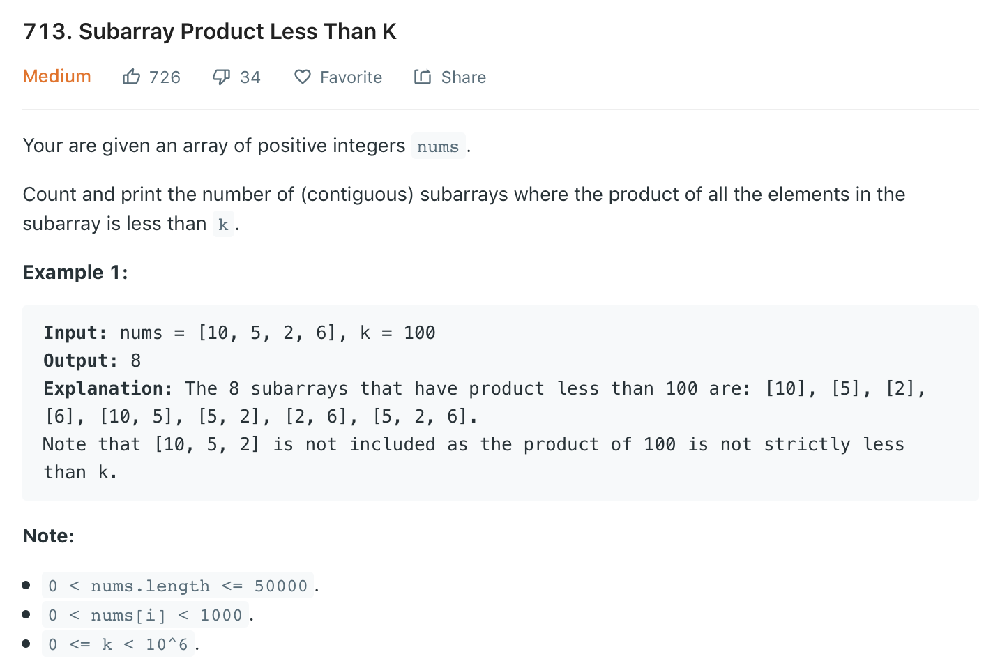 713. Subarray Product Less Than K
Medium 726 34 Favorite Share
Your are given an array of positive integers nums .
Count and print the number of (contiguous) subarrays where the product of all the elements in the
subarray is less than k .
Example 1:
Input: nums = [10, 5, 2, 6], k = 100
Output: 8
Explanation: The 8 subarrays that have product less than 100 are: [10], [5], [2],
[6], [10, 5], [5, 2], [2, 6], [5, 2, 6].
Note that [10, 5, 2] is not included as the product of 100 is not strictly less
than k.
Note:
0 < nums.length <= 50000 .
0 < nums[i] < 1000 .
0 <= k < 10^6 .